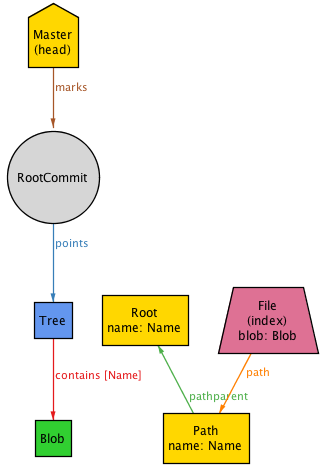 Master
(head)
marks
RootCommit
points
Tree
Root
name: Name
File
(index)
blob: Blob
contains [Name]
pathparent
path
Blob
Path
name: Name